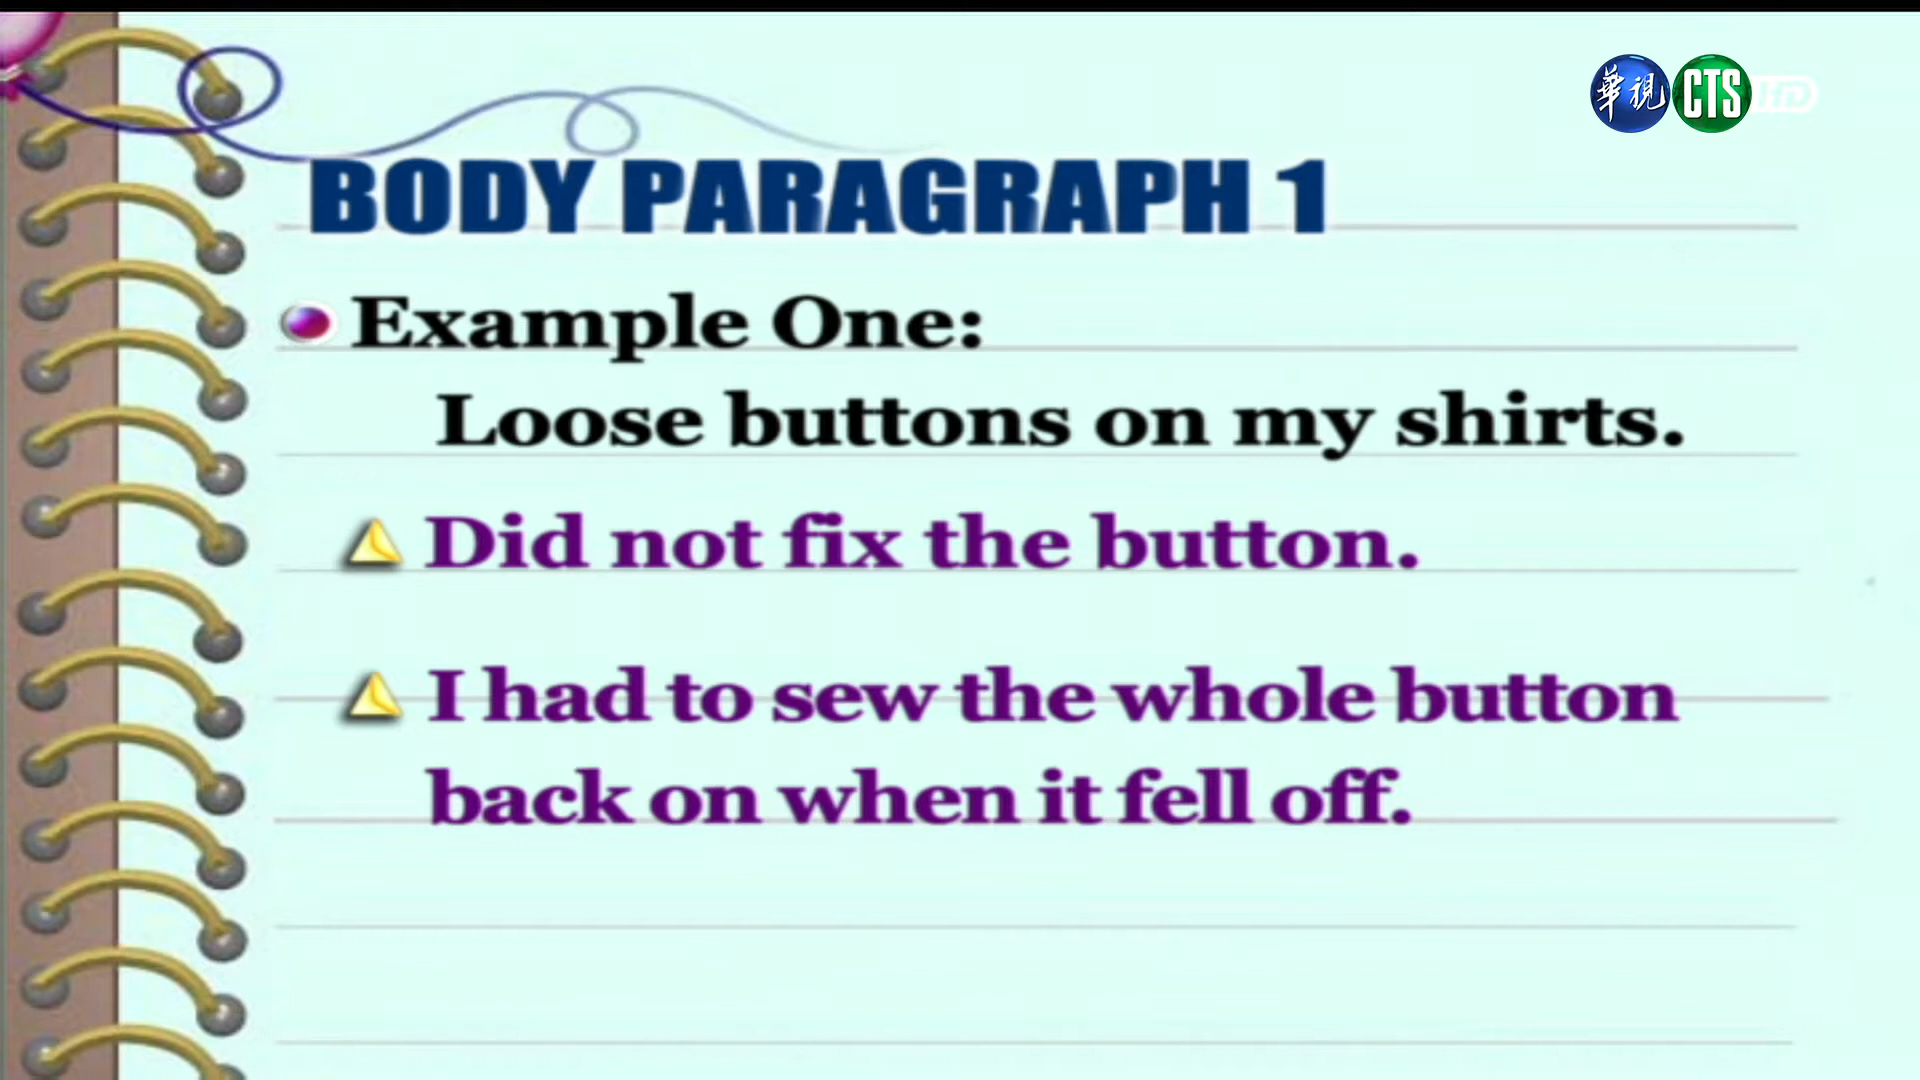 華視 CTS HD
BODY PARAGRAPH 1
Example One:
Loose buttons on my shirts.
Did not fix the button.
I had to sew the whole button
back on when it fell off.